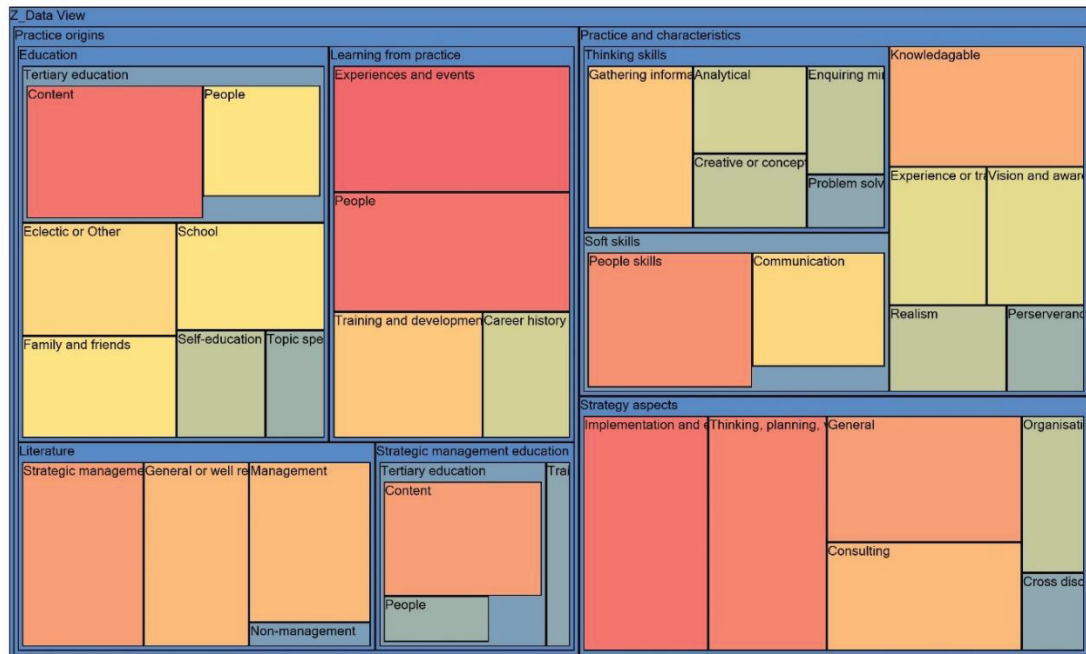 Z_Data View
Practice origins
Education
Tertiary education
Content
People
Eclectic or Other
School
Family and friends
Self-education
Topic spe
Learning from practice
Experiences and events
People
Training and developmen
Career history
Literature
Strategic manageme
General or well re
Management
Non-management
Strategic management education
Tertiary education
Content
People
Trai
Practice and characteristics
Thinking skills
Gathering informa
Analytical
Creative or concep
Enquiring mi
Problem solv
Soft skills
People skills
Communication
Knowledagable
Experience or tra
Vision and awar
Realism
Perserveranc
Strategy aspects
Implementation and e
Thinking, planning, v
General
Consulting
Organisati
Cross disc